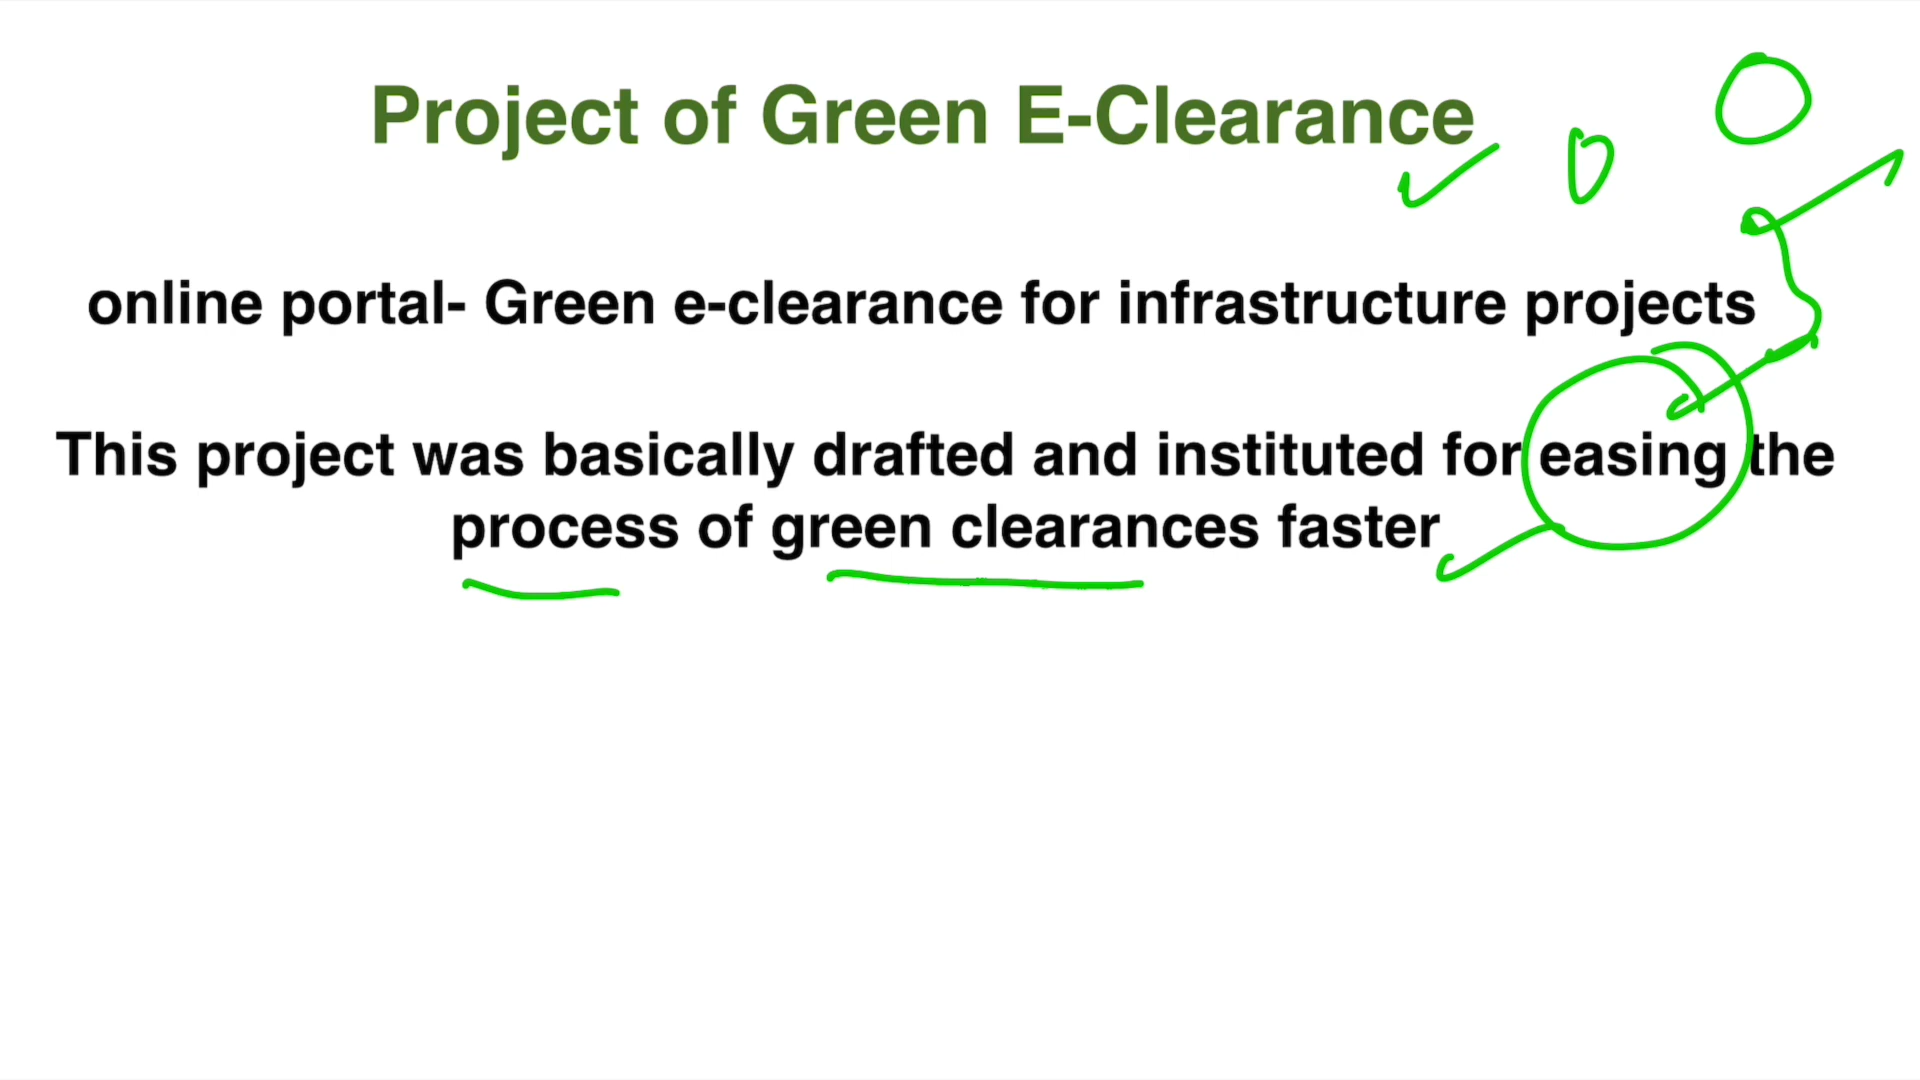 Project of Green E-Clearance
online portal- Green e-clearance for infrastructure projects
This project was basically drafted and instituted for easing the
process of green clearances faster